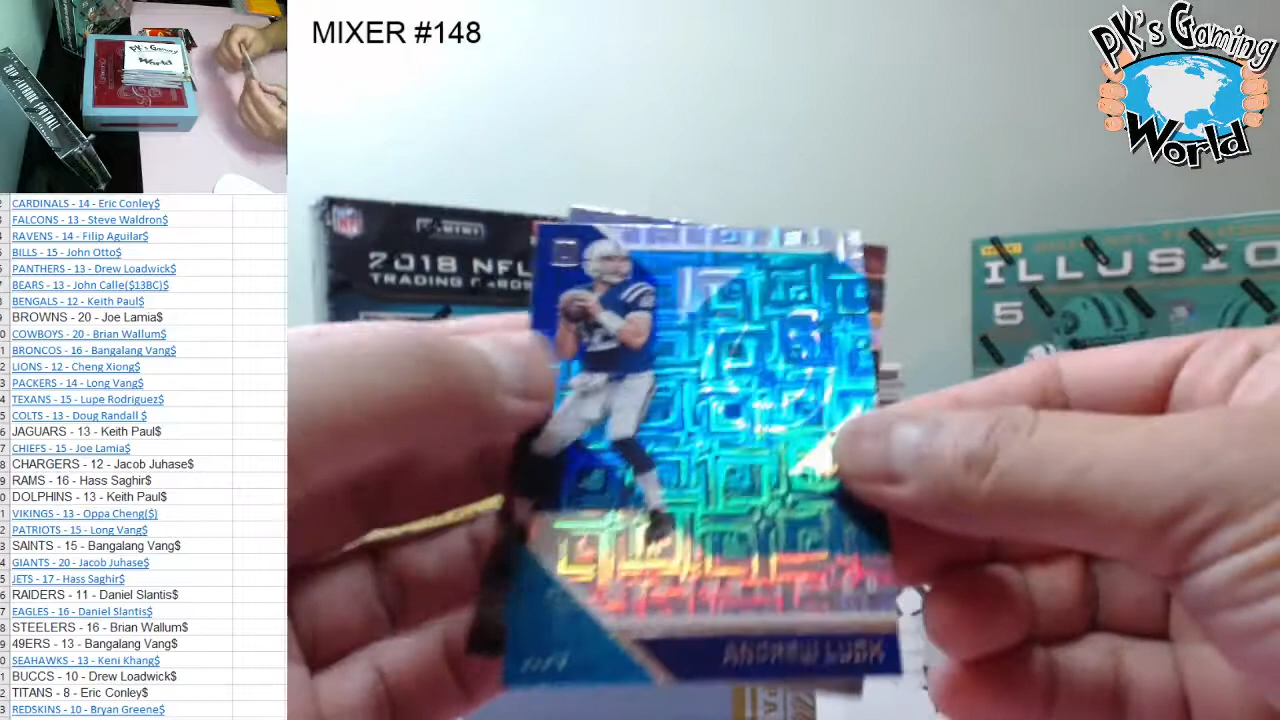 MIXER #148
PK's Gaming World
PK's Gaming
World
CARDINALS - 14 - Eric Conley$
FALCONS - 13 - Steve Waldron$
RAVENS - 14 - Filip Aguilar$
BILLS - 15 - John Otto$
PANTHERS - 13 - Drew Loadwick$
BEARS - 13 - John Calle($13BC)$
BENGALS - 12 - Keith Paul$
BROWNS - 20 - Joe Lamia$
COWBOYS - 20 - Brian Wallum$
BRONCOS - 16 - Bangalang Vang$
LIONS - 12 - Cheng Xiong$
PACKERS - 14 - Long Vang$
TEXANS - 15 - Lupe Rodriguez$
COLTS - 13 - Doug Randall $
JAGUARS - 13 - Keith Paul$
CHIEFS - 15 - Joe Lamia$
CHARGERS - 12 - Jacob Juhase$
RAMS - 16 - Hass Saghir$
DOLPHINS - 13 - Keith Paul$
VIKINGS - 13 - Oppa Cheng($)
PATRIOTS - 15 - Long Vang$
SAINTS - 15 - Bangalang Vang$
GIANTS - 20 - Jacob Juhase$
JETS - 17 - Hass Saghir$
RAIDERS - 11 - Daniel Slantis$
EAGLES - 16 - Daniel Slantis$
STEELERS - 16 - Brian Wallum$
49ERS - 13 - Bangalang Vang$
SEAHAWKS - 13 - Keni Khang$
BUCCS - 10 - Drew Loadwick$
TITANS - 8 - Eric Conley$
REDSKINS - 10 - Bryan Greene$
NFL
PANINI
2018 NFL
TRADING CARDS
PANINI
ILLUSIO
5